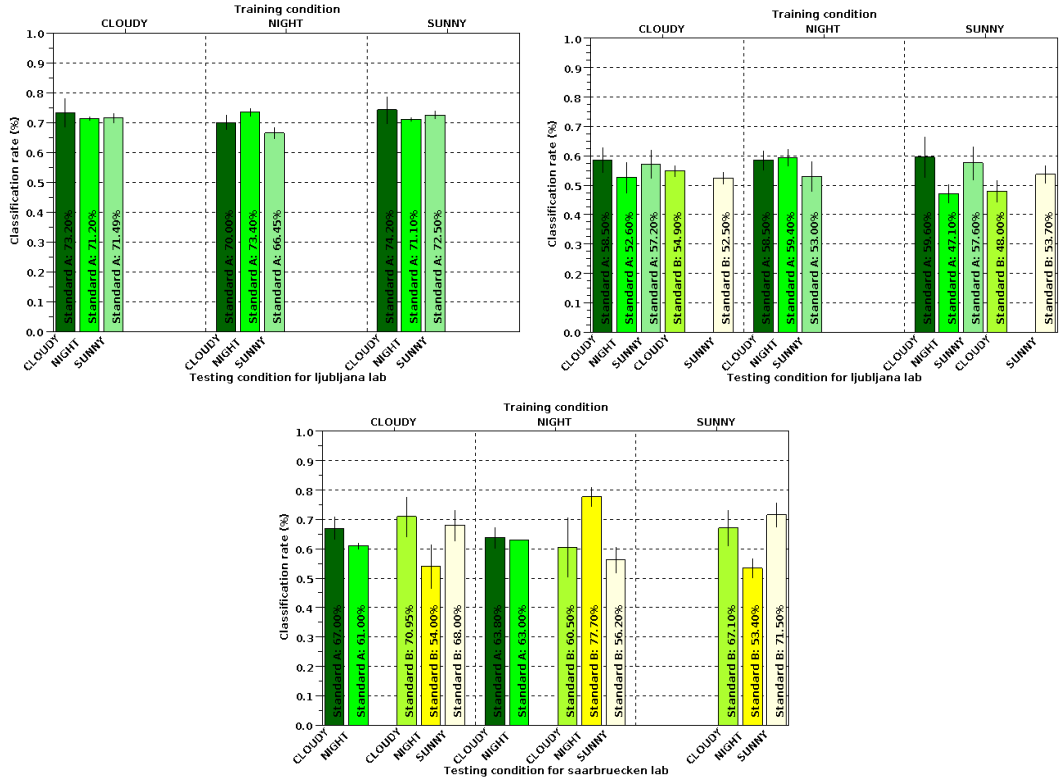 Training condition
CLOUDY NIGHT SUNNY
Classification rate (%)
1.0
0.9
0.8
0.7
0.6
0.5
0.4
0.3
0.2
0.1
0.0
Standard A: 73.20%
Standard A: 71.20%
Standard A: 71.49%
Standard A: 70.00%
Standard A: 73.40%
Standard A: 66.45%
Standard A: 74.20%
Standard A: 71.10%
Standard A: 72.50%
CLOUDY NIGHT SUNNY CLOUDY NIGHT SUNNY CLOUDY NIGHT SUNNY
Testing condition for ljubljana lab
Training condition
CLOUDY NIGHT SUNNY
Classification rate (%)
1.0
0.9
0.8
0.7
0.6
0.5
0.4
0.3
0.2
0.1
0.0
Standard A: 58.50%
Standard A: 52.60%
Standard A: 57.20%
Standard B: 54.90%
Standard B: 52.50%
Standard A: 58.50%
Standard A: 59.40%
Standard A: 53.00%
Standard A: 59.60%
Standard A: 47.10%
Standard A: 57.60%
Standard B: 48.00%
Standard B: 53.70%
CLOUDY NIGHT SUNNY CLOUDY SUNNY CLOUDY NIGHT SUNNY CLOUDY NIGHT SUNNY CLOUDY SUNNY
Testing condition for ljubljana lab
Training condition
CLOUDY NIGHT SUNNY
Classification rate (%)
1.0
0.9
0.8
0.7
0.6
0.5
0.4
0.3
0.2
0.1
0.0
Standard A: 67.00%
Standard A: 61.00%
Standard B: 70.95%
Standard B: 54.00%
Standard B: 68.00%
Standard A: 63.80%
Standard A: 63.00%
Standard B: 60.50%
Standard B: 77.70%
Standard B: 56.20%
Standard B: 67.10%
Standard B: 53.40%
Standard B: 71.50%
CLOUDY NIGHT CLOUDY NIGHT SUNNY CLOUDY NIGHT CLOUDY NIGHT SUNNY CLOUDY NIGHT SUNNY
Testing condition for saarbruecken lab